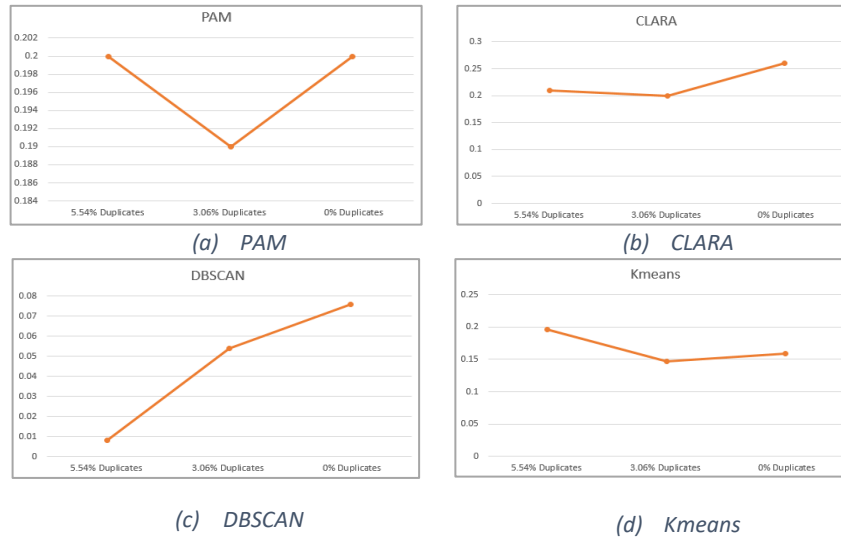 PAM
0.202
0.2
0.198
0.196
0.194
0.192
0.19
0.188
0.186
0.184
5.54% Duplicates 3.06% Duplicates 0% Duplicates
(a) PAM
CLARA
0.3
0.25
0.2
0.15
0.1
0.05
0
5.54% Duplicates 3.06% Duplicates 0% Duplicates
(b) CLARA
DBSCAN
0.08
0.07
0.06
0.05
0.04
0.03
0.02
0.01
0
5.54% Duplicates 3.06% Duplicates 0% Duplicates
(c) DBSCAN
Kmeans
0.25
0.2
0.15
0.1
0.05
0
5.54% Duplicates 3.06% Duplicates 0% Duplicates
(d) Kmeans